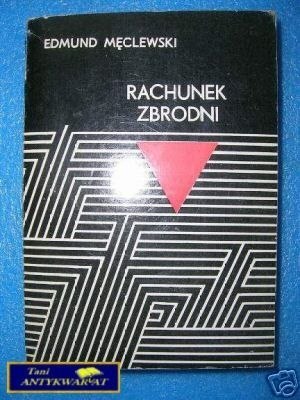 EDMUND MĘCLEWSKI
RACHUNEK
ZBRODNI
Tani
ANTYKWARIAT